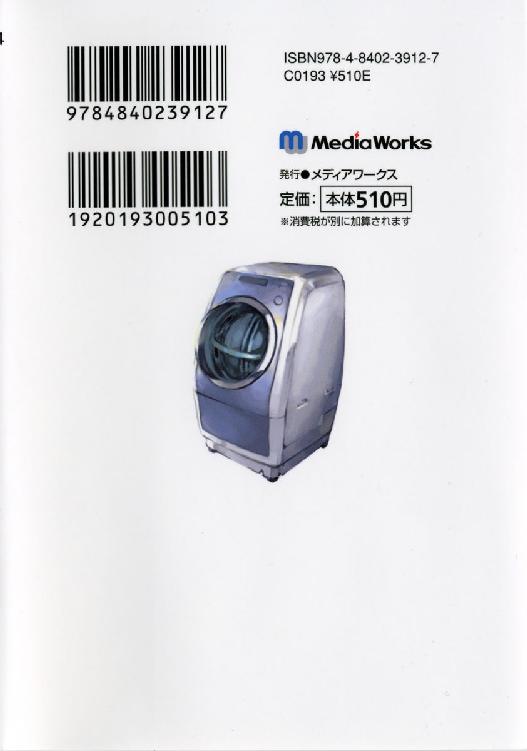 4
9784840239127
1920193005103
ISBN978-4-8402-3912-7
C0193 ¥510E
m MediaWorks
発行●メディアワークス
定価：本体510円
※消費税が別に加算されます